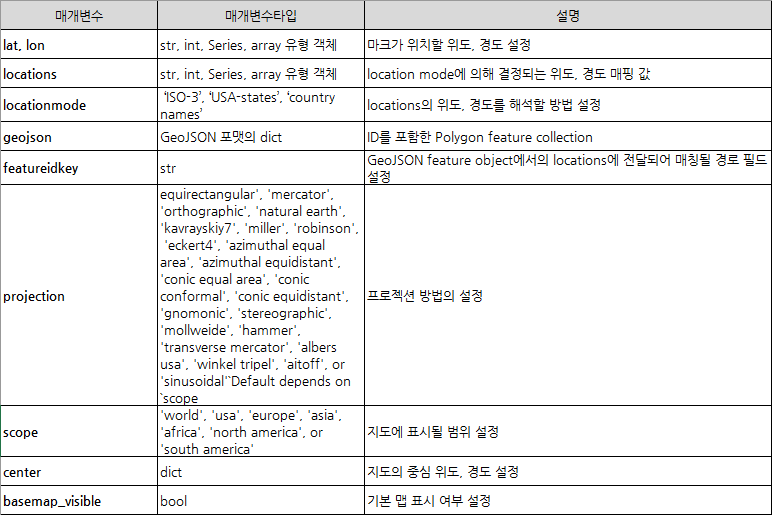 매개변수 매개변수타입 설명
lat, lon str, int, Series, array 유형 객체 마크가 위치할 위도, 경도 설정
locations str, int, Series, array 유형 객체 location mode에 의해 결정되는 위도, 경도 매핑 값
locationmode 'ISO-3', 'USA-states', 'country
names' locations의 위도, 경도를 해석할 방법 설정
geojson GeoJSON 포맷의 dict ID를 포함한 Polygon feature collection
featureidkey str GeoJSON feature object에서의 locations에 전달되어 매칭될 경로 필드
설정
projection
equirectangular', 'mercator',
'orthographic', 'natural earth',
'kavrayskiy7', 'miller', 'robinson',
'eckert4', 'azimuthal equal
area', 'azimuthal equidistant',
'conic equal area', 'conic
conformal', 'conic equidistant',
'gnomonic', 'stereographic',
'mollweide', 'hammer',
'transverse mercator', 'albers
usa', 'winkel tripel', 'aitoff', or
'sinusoidal'`Default depends on
`scope
프로젝션 방법의 설정
scope
'world', 'usa', 'europe', 'asia',
'africa', 'north america', or
'south america'
지도에 표시될 범위 설정
center dict 지도의 중심 위도, 경도 설정
basemap_visible bool 기본 맵 표시 여부 설정